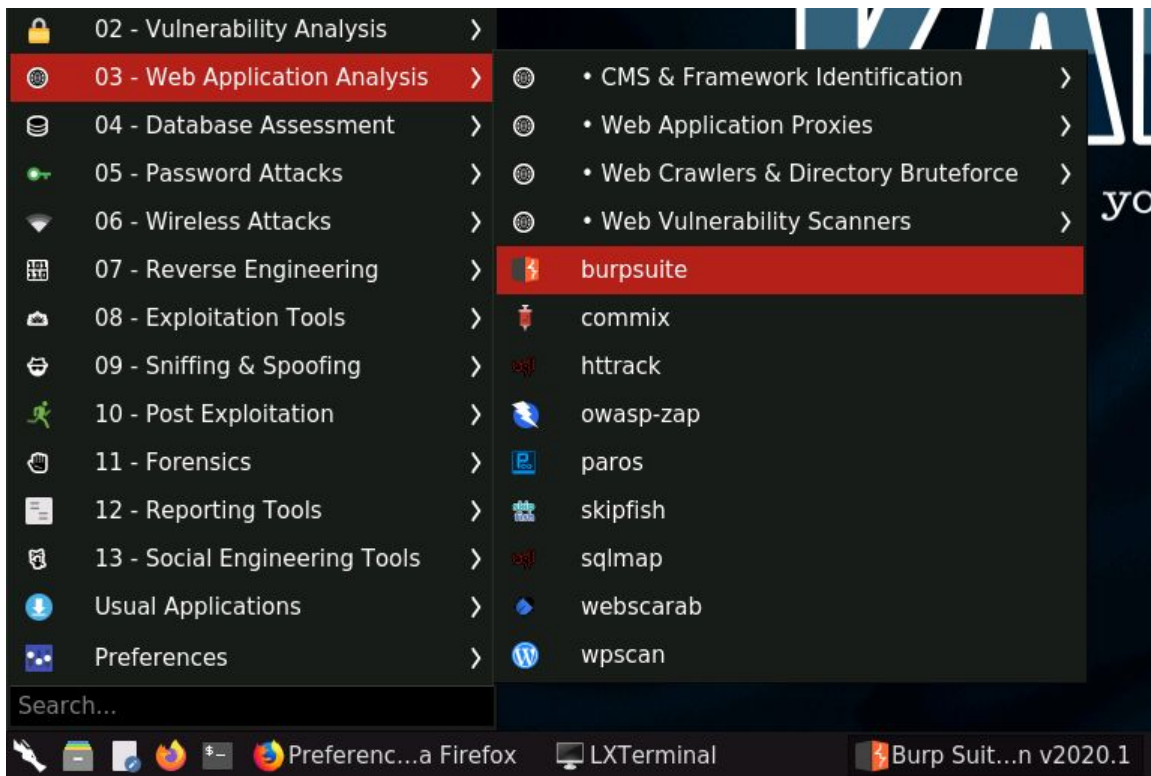 02 - Vulnerability Analysis
03 - Web Application Analysis
04 - Database Assessment
05 - Password Attacks
06 - Wireless Attacks
07 - Reverse Engineering
08 - Exploitation Tools
09 - Sniffing & Spoofing
10 - Post Exploitation
11 - Forensics
12 - Reporting Tools
13 - Social Engineering Tools
Usual Applications
Preferences
Search...
• CMS & Framework Identification
• Web Application Proxies
• Web Crawlers & Directory Bruteforce
• Web Vulnerability Scanners
burpsuite
commix
httrack
owasp-zap
paros
skipfish
sqlmap
webscarab
wpscan
yo
Preferenc...a Firefox
LXTerminal
Burp Suit...n v2020.1